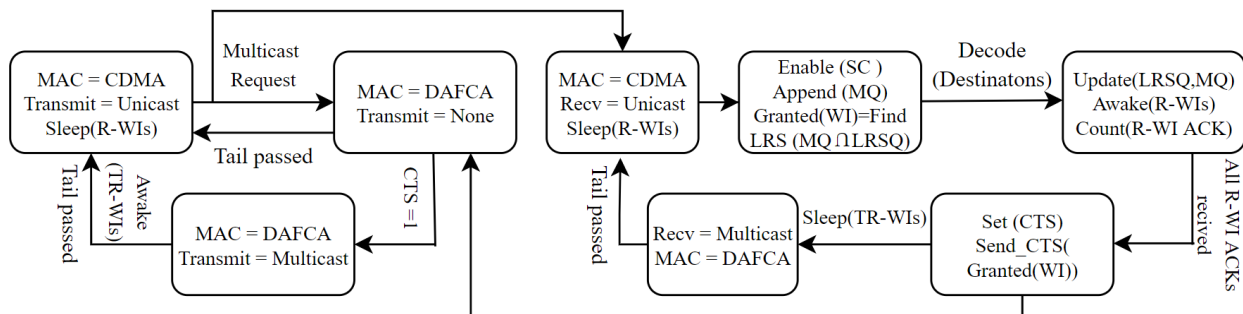 Multicast
Request
MAC = CDMA
Transmit = Unicast
Sleep(R-WIs)
MAC = DAFCA
Transmit = None
Tail passed
Tail passed
Awake
(TR-WIs)
CTS =1
MAC = DAFCA
Transmit = Multicast
MAC = CDMA
Recv = Unicast
Sleep(R-WIs)
Enable (SC )
Append (MQ)
Granted(WI)=Find
LRS (MQ ∩ LRSQ)
Decode
(Destinatons)
Update(LRSQ,MQ)
Awake(R-WIs)
Count(R-WI ACK)
Tail passed
Recv = Multicast
MAC = DAFCA
Sleep(TR-WIs)
Set (CTS)
Send_CTS(
Granted(WI))
All R-WI ACKs
recived